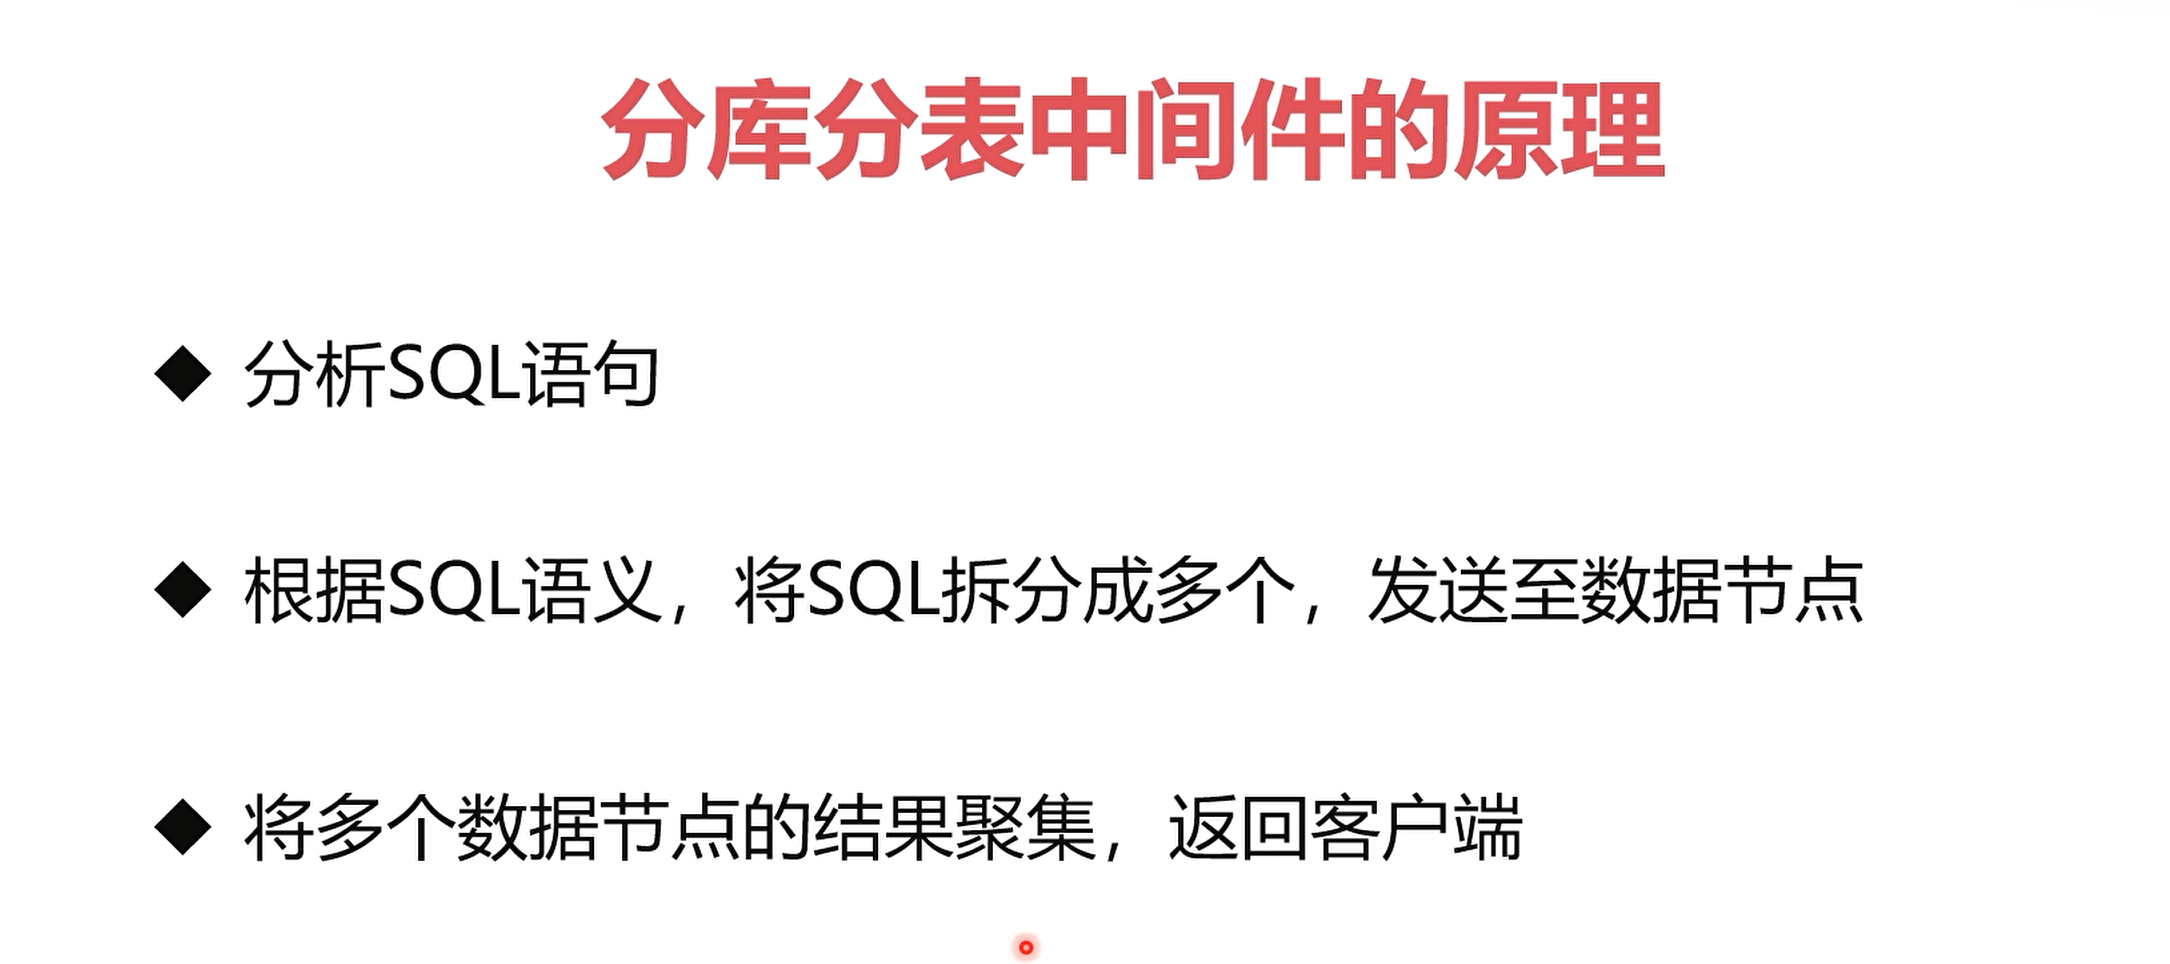 分库分表中间件的原理
◆ 分析SQL语句
◆ 根据SQL语义，将SQL拆分成多个，发送至数据节点
◆ 将多个数据节点的结果聚集，返回客户端